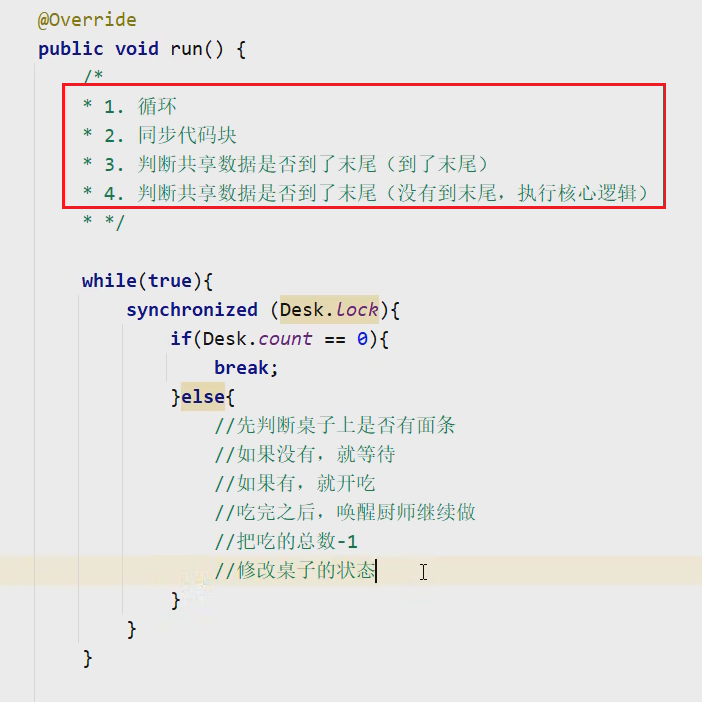 @Override
public void run() {
/*
* 1. 循环
* 2. 同步代码块
* 3. 判断共享数据是否到了末尾（到了末尾）
* 4. 判断共享数据是否到了末尾（没有到末尾，执行核心逻辑）
* */
while(true){
synchronized (Desk.lock){
if(Desk.count == 0){
break;
}else{
//先判断桌子上是否有面条
//如果没有，就等待
//如果有，就开吃
//吃完之后，唤醒厨师继续做
//把吃的总数-1
//修改桌子的状态
}
}
}